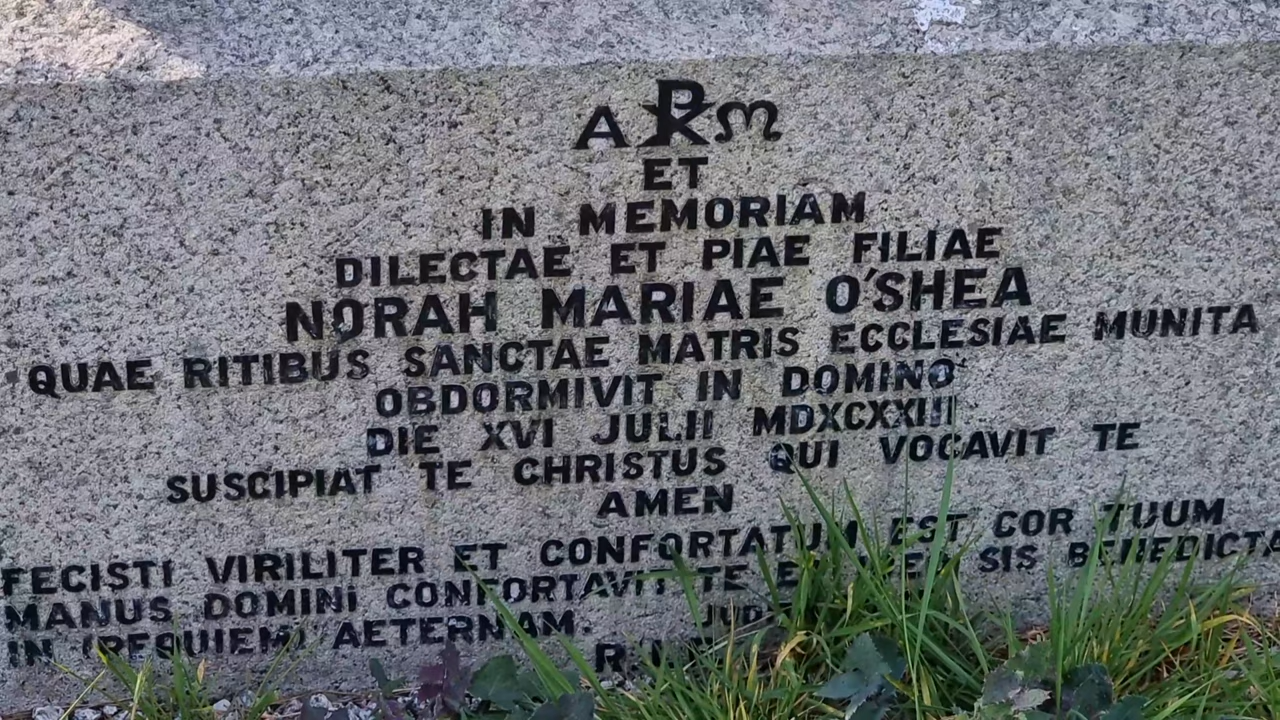 A ☧ ω
ET
IN MEMORIAM
DILECTAE ET PIAE FILIAE
NORAH MARIAE O'SHEA
QUAE RITIBUS SANCTAE MATRIS ECCLESIAE MUNITA
OBDORMIVIT IN DOMINO
DIE XVI JULII MDXCXXIII
SUSCIPIAT TE CHRISTUS QUI VOCAVIT TE
AMEN
FECISTI VIRILITER ET CONFORTATUM EST COR TUUM
MANUS DOMINI CONFORTAVIT TE SIS BENEDICTA
IN (REQUIEM) AETERNAM.